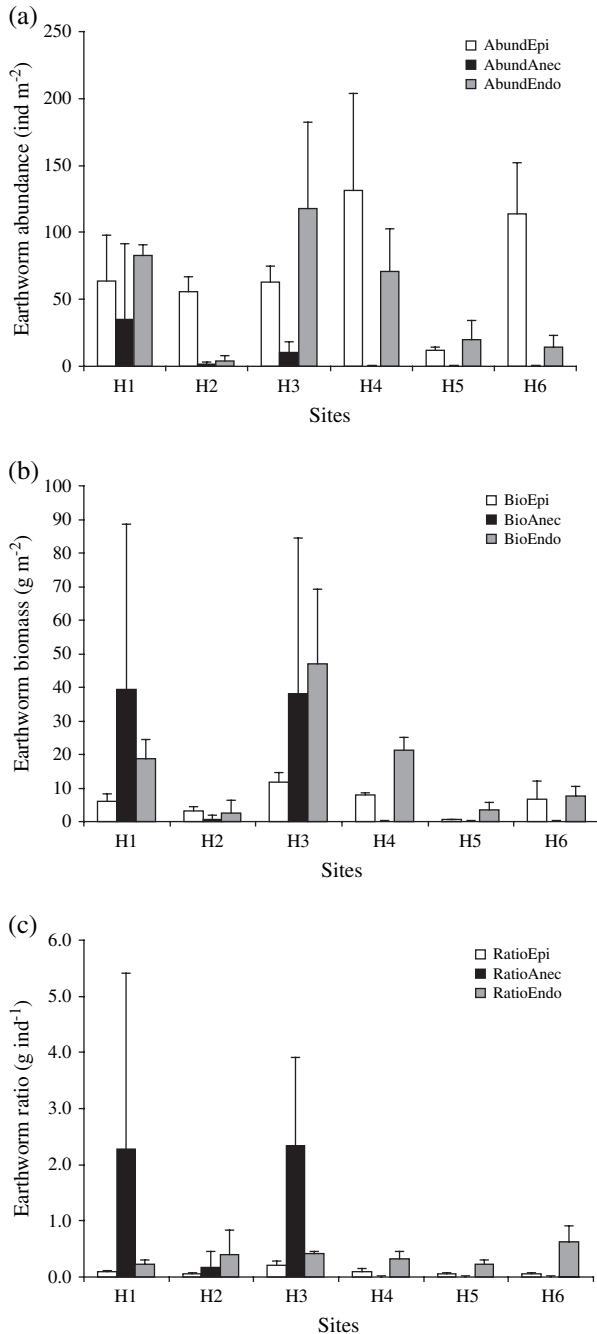 (a)
250
200
150
100
50
0
Earthworm abundance (ind m⁻²)
AbundEpi
AbundAnec
AbundEndo
H1 H2 H3 H4 H5 H6
Sites
(b)
100
90
80
70
60
50
40
30
20
10
0
Earthworm biomass (g m⁻²)
BioEpi
BioAnec
BioEndo
H1 H2 H3 H4 H5 H6
Sites
(c)
6.0
5.0
4.0
3.0
2.0
1.0
0.0
Earthworm ratio (g ind⁻¹)
RatioEpi
RatioAnec
RatioEndo
H1 H2 H3 H4 H5 H6
Sites